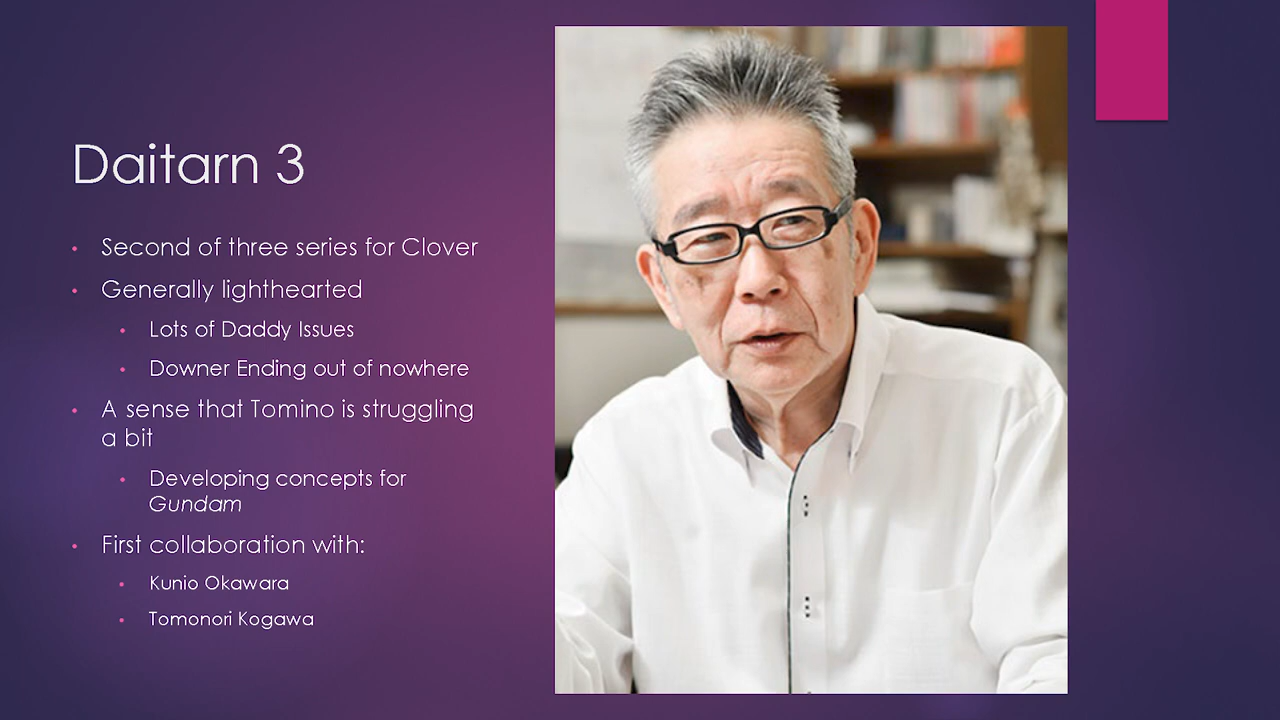 Daitarn 3
• Second of three series for Clover
• Generally lighthearted
• Lots of Daddy Issues
• Downer Ending out of nowhere
• A sense that Tomino is struggling
a bit
• Developing concepts for
Gundam
• First collaboration with:
• Kunio Okawara
• Tomonori Kogawa